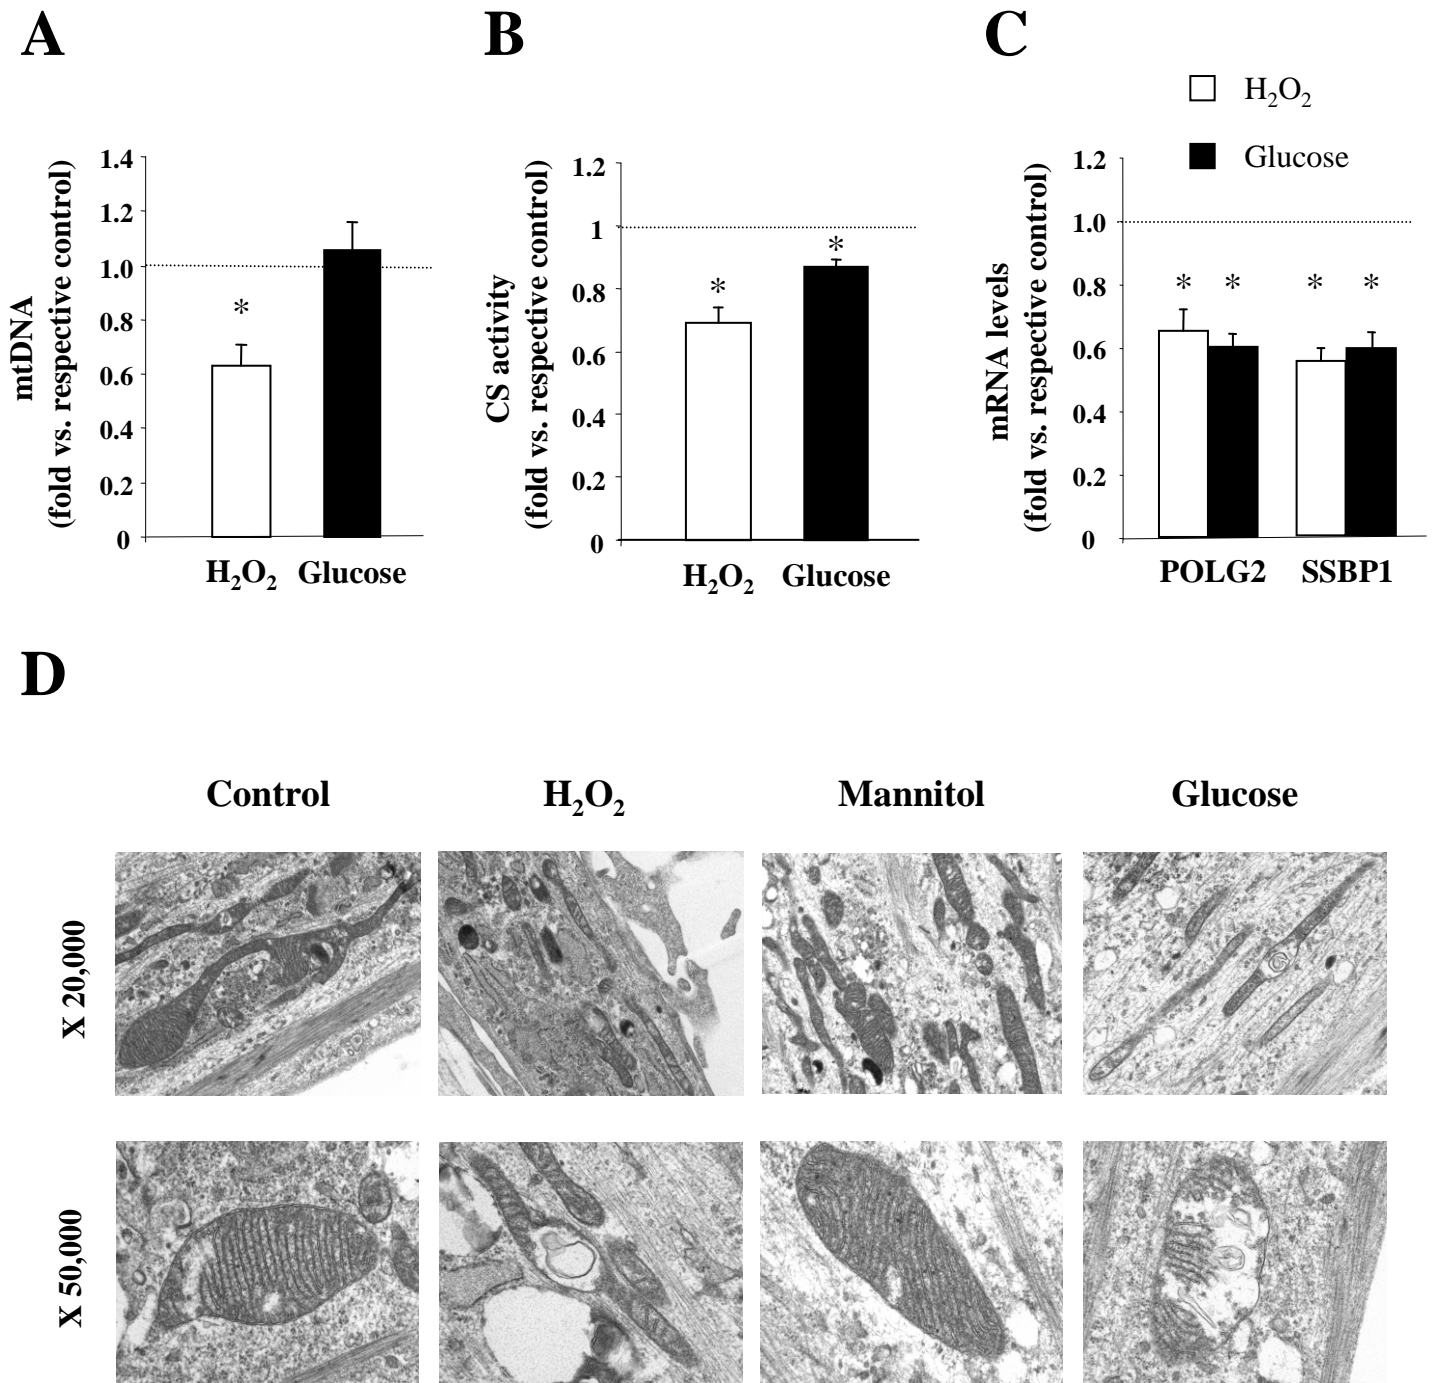 A
B
C
H₂O₂
Glucose
mtDNA
(fold vs. respective control)
1.4
1.2
1.0
0.8
0.6
0.4
0.2
0
*
H₂O₂ Glucose
CS activity
(fold vs. respective control)
1.2
1
0.8
0.6
0.4
0.2
0
*
*
H₂O₂ Glucose
mRNA levels
(fold vs. respective control)
1.2
1.0
0.8
0.6
0.4
0.2
0
* * * *
POLG2 SSBP1
D
Control H₂O₂ Mannitol Glucose
X 20,000
X 50,000